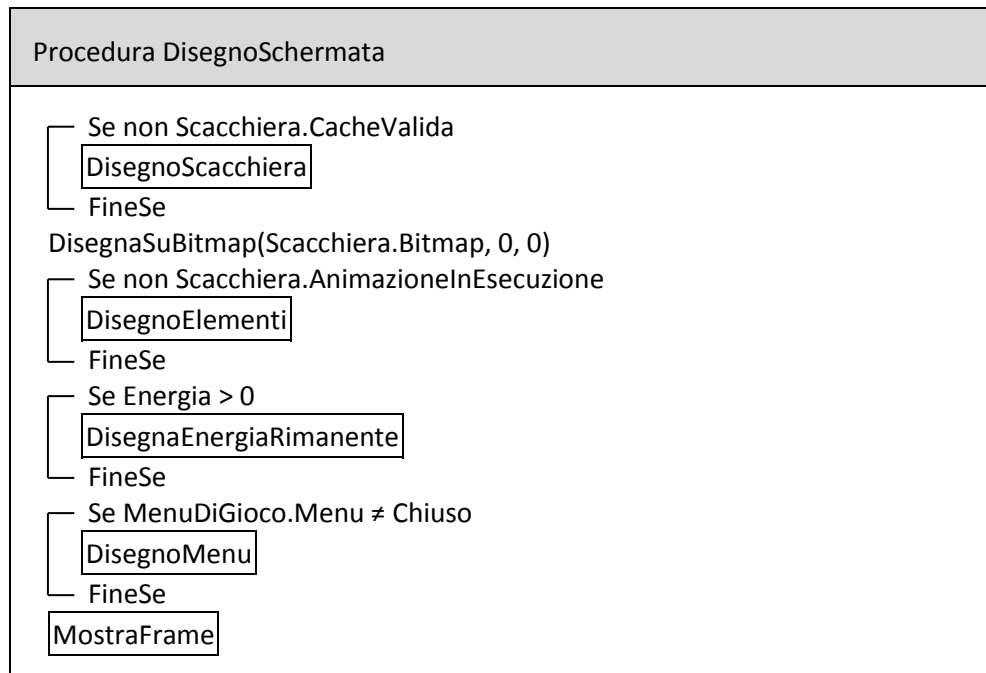 Procedura DisegnoSchermata
Se non Scacchiera.CacheValida
DisegnoScacchiera
FineSe
DisegnaSuBitmap(Scacchiera.Bitmap, 0, 0)
Se non Scacchiera.AnimazioneInEsecuzione
DisegnoElementi
FineSe
Se Energia > 0
DisegnaEnergiaRimanente
FineSe
Se MenuDiGioco.Menu ≠ Chiuso
DisegnoMenu
FineSe
MostraFrame